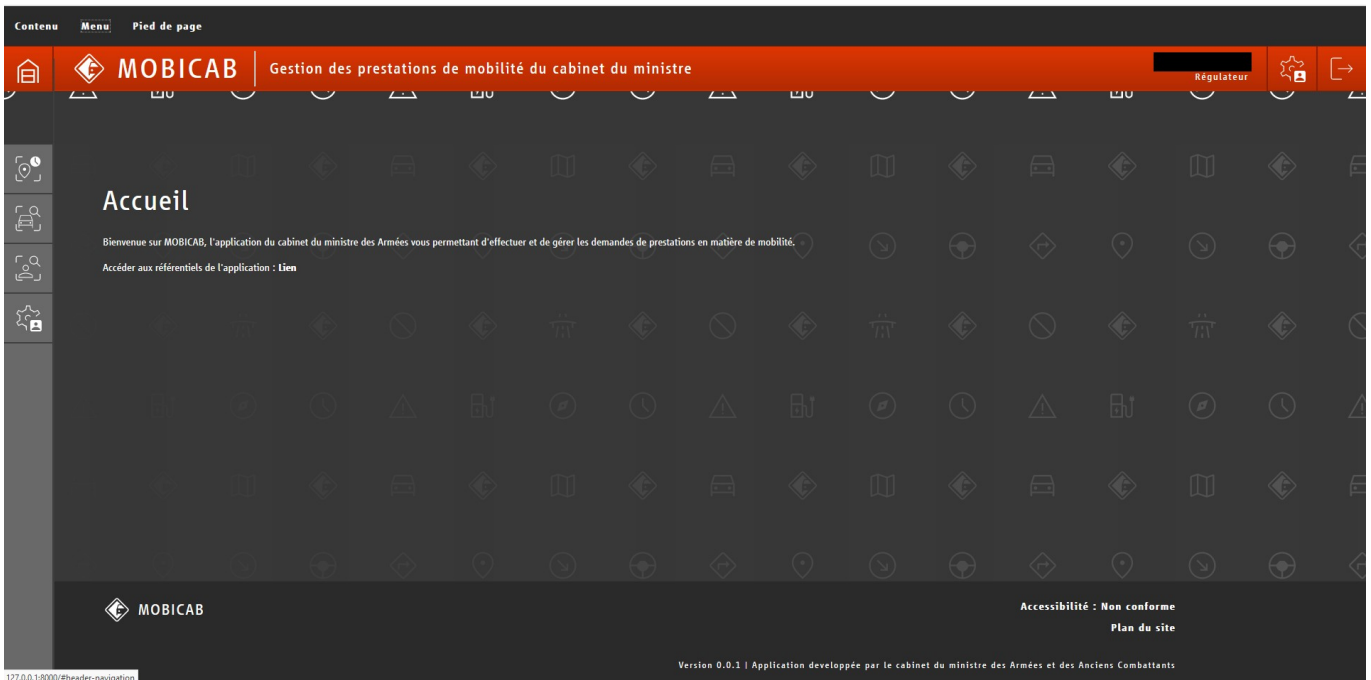 Contenu Menu Pied de page
MOBICAB Gestion des prestations de mobilité du cabinet du ministre
Régulateur
Accueil
Bienvenue sur MOBICAB, l'application du cabinet du ministre des Armées vous permettant d'effectuer et de gérer les demandes de prestations en matière de mobilité.
Accéder aux référentiels de l'application : Lien
MOBICAB
Accessibilité : Non conforme
Plan du site
Version 0.0.1 | Application developpée par le cabinet du ministre des Armées et des Anciens Combattants
127.0.0.1:8000/#header-navigation